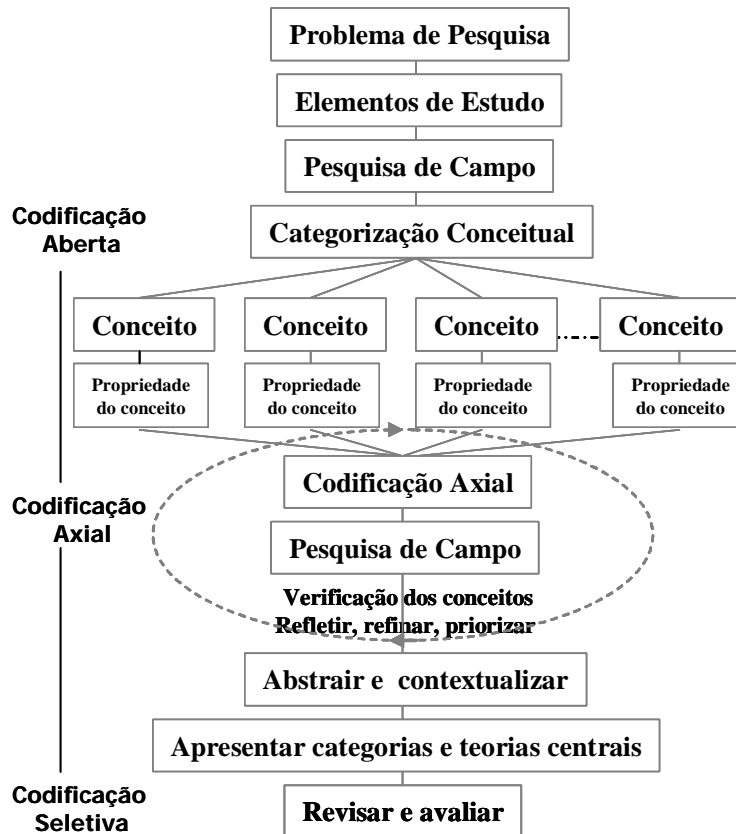 Problema de Pesquisa
Elementos de Estudo
Pesquisa de Campo
Codificação
Aberta
Categorização Conceitual
Conceito
Conceito
Conceito
Conceito
Propriedade
do conceito
Propriedade
do conceito
Propriedade
do conceito
Propriedade
do conceito
Codificação
Axial
Codificação Axial
Pesquisa de Campo
Verificação dos conceitos
Refletir, refinar, priorizar
Abstrair e contextualizar
Apresentar categorias e teorias centrais
Codificação
Seletiva
Revisar e avaliar